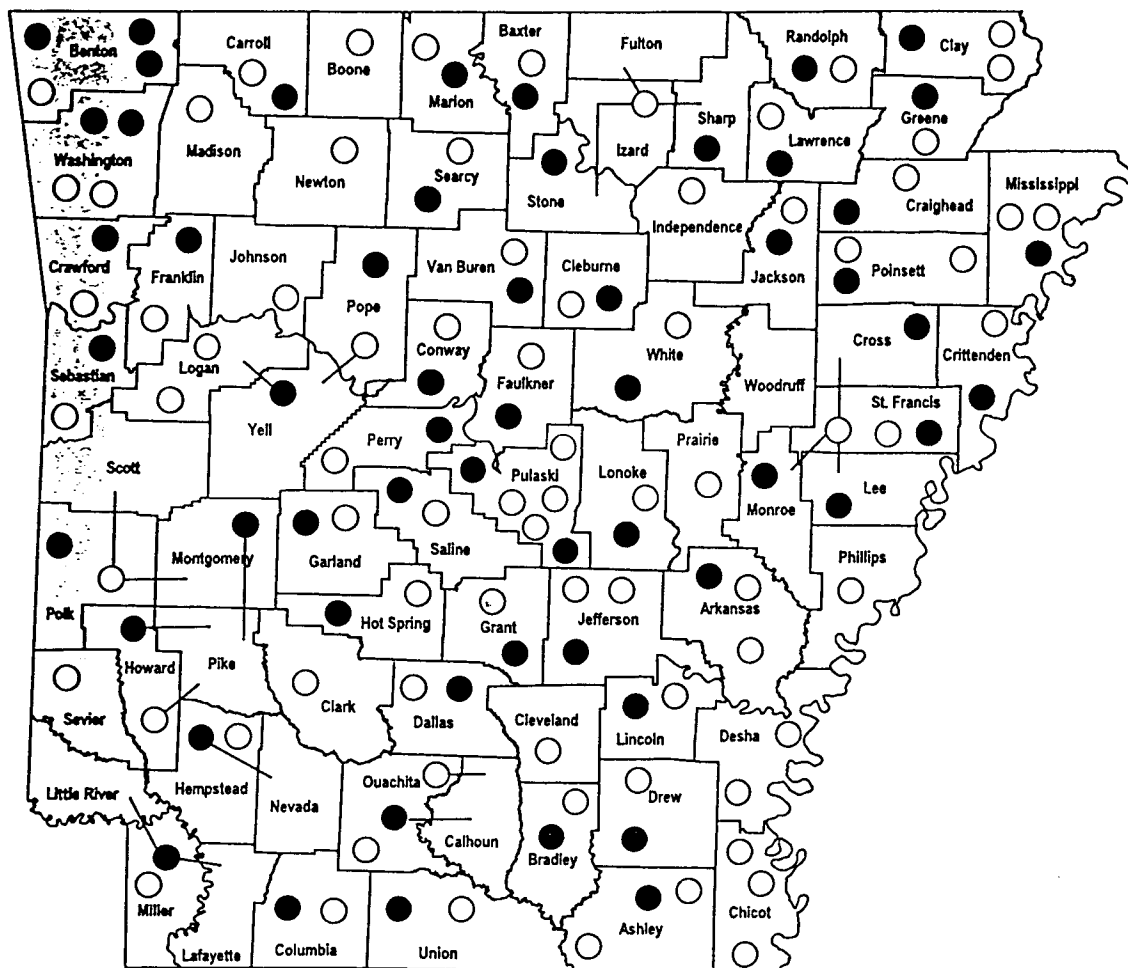 Benton
Carroll
Boone
Marion
Baxter
Fulton
Randolph
Clay
Sharp
Greene
Lawrence
Izard
Washington
Madison
Newton
Searcy
Stone
Independence
Craighead
Mississippi
Crawford
Franklin
Johnson
Pope
Van Buren
Cleburne
Jackson
Poinsett
Sebastian
Logan
Conway
Faulkner
White
Woodruff
Cross
Crittenden
St. Francis
Yell
Perry
Pulaski
Lonoke
Prairie
Scott
Lee
Monroe
Montgomery
Garland
Saline
Phillips
Polk
Hot Spring
Grant
Jefferson
Arkansas
Howard
Pike
Sevier
Clark
Dallas
Cleveland
Lincoln
Desha
Little River
Hempstead
Nevada
Ouachita
Calhoun
Drew
Bradley
Miller
Lafayette
Columbia
Union
Ashley
Chicot